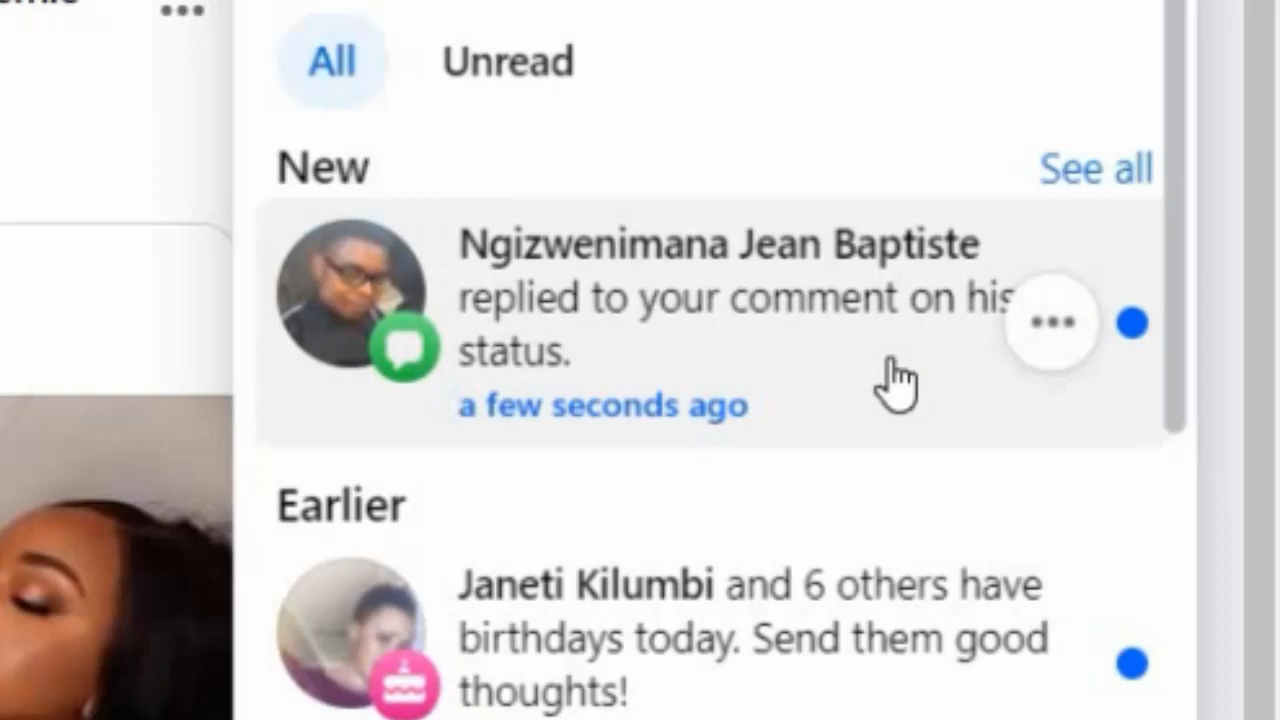 All Unread
New See all
Ngizwenimana Jean Baptiste
replied to your comment on his
status.
a few seconds ago
Earlier
Janeti Kilumbi and 6 others have
birthdays today. Send them good
thoughts!